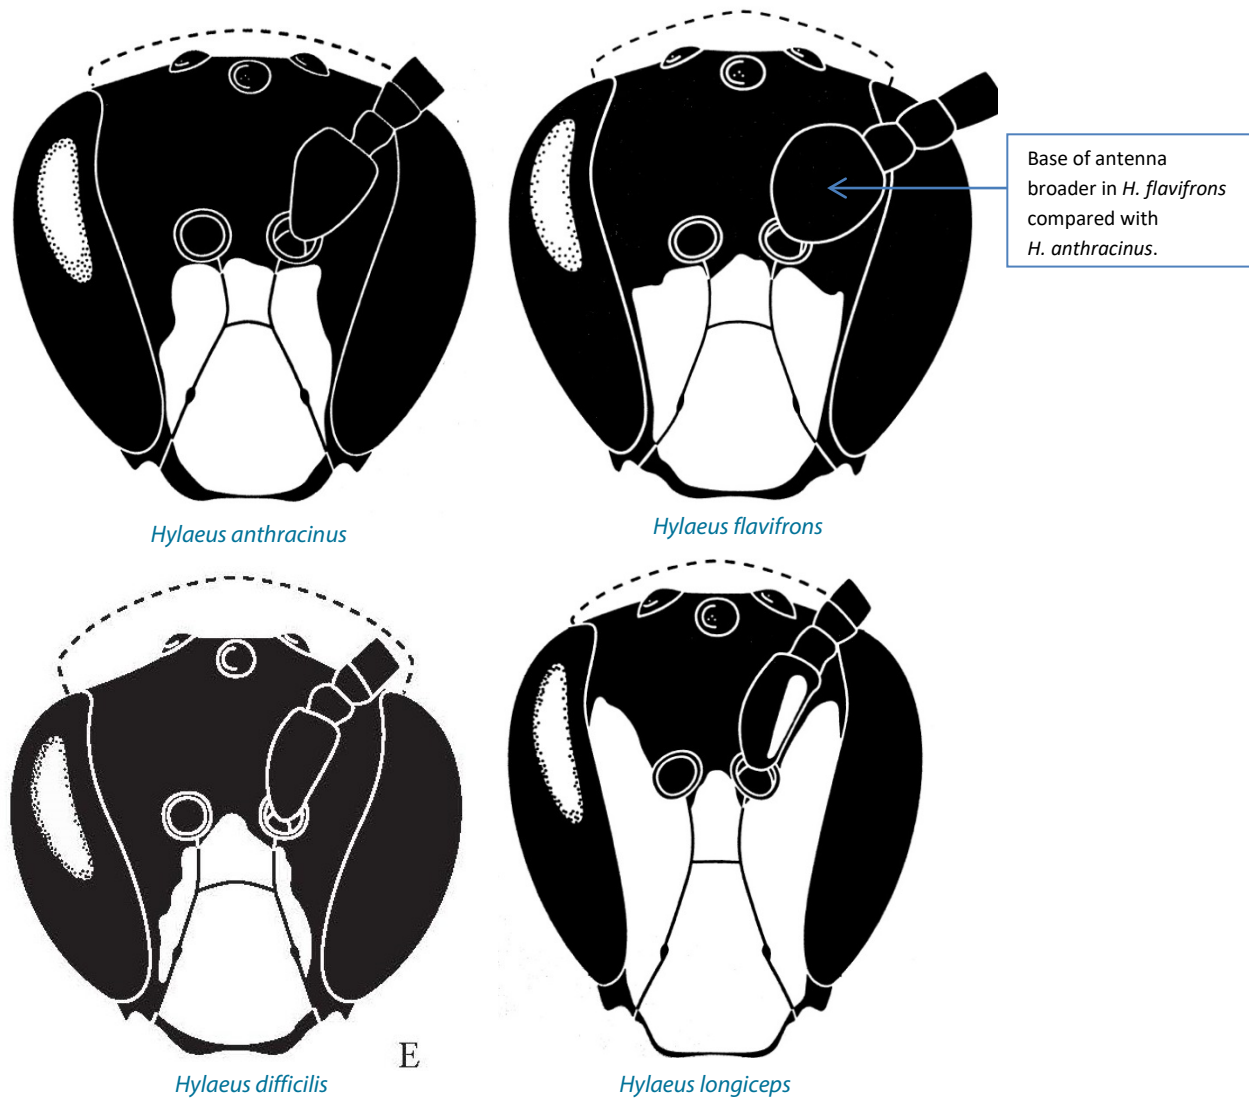 Base of antenna
broader in H. flavifrons
compared with
H. anthracinus.
Hylaeus anthracinus
Hylaeus flavifrons
E
Hylaeus difficilis
Hylaeus longiceps